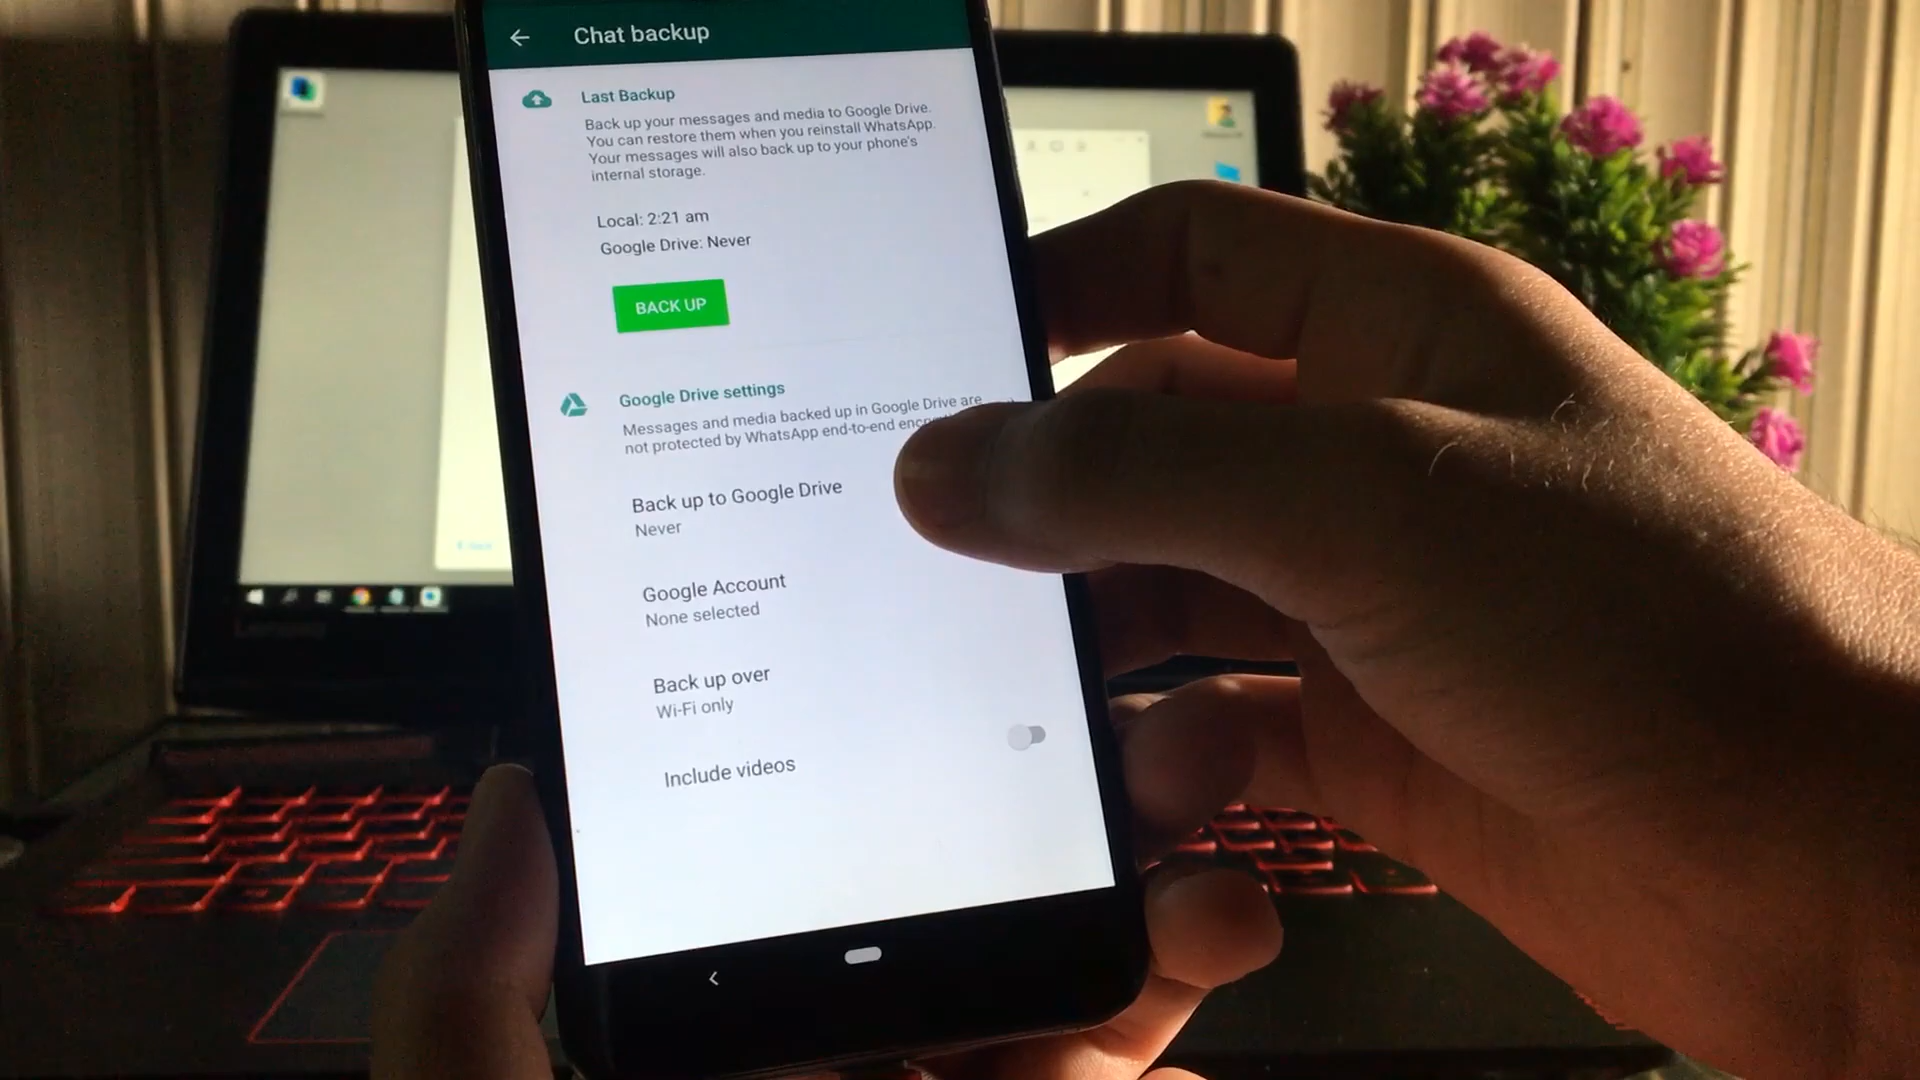 Chat backup
Last Backup
Back up your messages and media to Google Drive.
You can restore them when you reinstall WhatsApp.
Your messages will also back up to your phone's
internal storage.
Local: 2:21 am
Google Drive: Never
BACK UP
Google Drive settings
Messages and media backed up in Google Drive are
not protected by WhatsApp end-to-end
Back up to Google Drive
Never
Google Account
None selected
Back up over
Wi-Fi only
Include videos
Lenovo